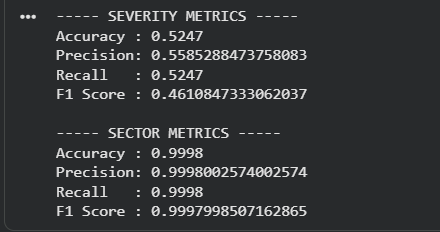 ----- SEVERITY METRICS -----
Accuracy : 0.5247
Precision: 0.5585288473758083
Recall   : 0.5247
F1 Score : 0.4610847333062037

----- SECTOR METRICS -----
Accuracy : 0.9998
Precision: 0.9998002574002574
Recall   : 0.9998
F1 Score : 0.9997998507162865